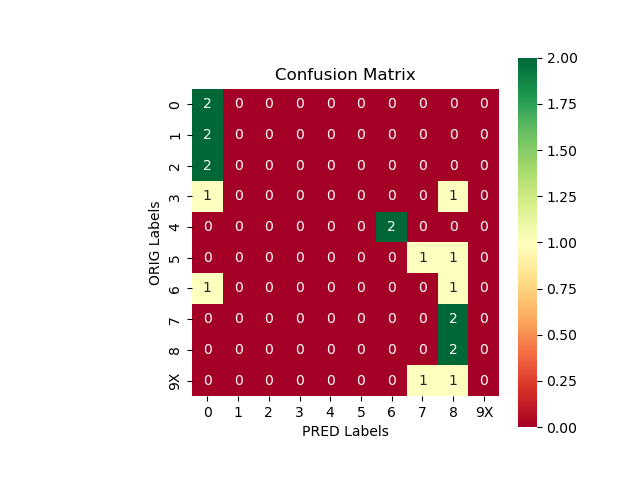 Confusion Matrix
ORIG Labels
0 2 0 0 0 0 0 0 0 0 0
1 2 0 0 0 0 0 0 0 0 0
2 2 0 0 0 0 0 0 0 0 0
3 1 0 0 0 0 0 0 0 1 0
4 0 0 0 0 0 0 2 0 0 0
5 0 0 0 0 0 0 0 1 1 0
6 1 0 0 0 0 0 0 0 1 0
7 0 0 0 0 0 0 0 0 2 0
8 0 0 0 0 0 0 0 0 2 0
9X 0 0 0 0 0 0 0 1 1 0
0 1 2 3 4 5 6 7 8 9X
PRED Labels
2.00
1.75
1.50
1.25
1.00
0.75
0.50
0.25
0.00